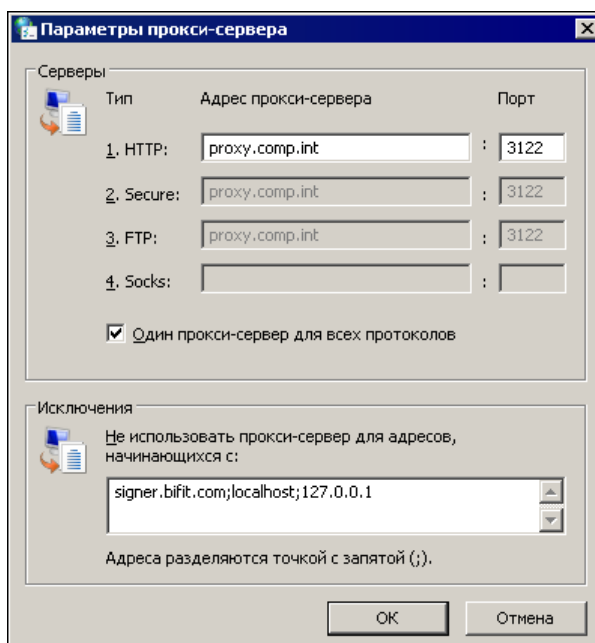 Параметры прокси-сервера
Серверы
Тип Адрес прокси-сервера Порт
1. HTTP: proxy.comp.int : 3122
2. Secure: proxy.comp.int : 3122
3. FTP: proxy.comp.int : 3122
4. Socks: :
Один прокси-сервер для всех протоколов
Исключения
Не использовать прокси-сервер для адресов,
начинающихся с:
signer.bifit.com;localhost;127.0.0.1
Адреса разделяются точкой с запятой (;).
ОК Отмена